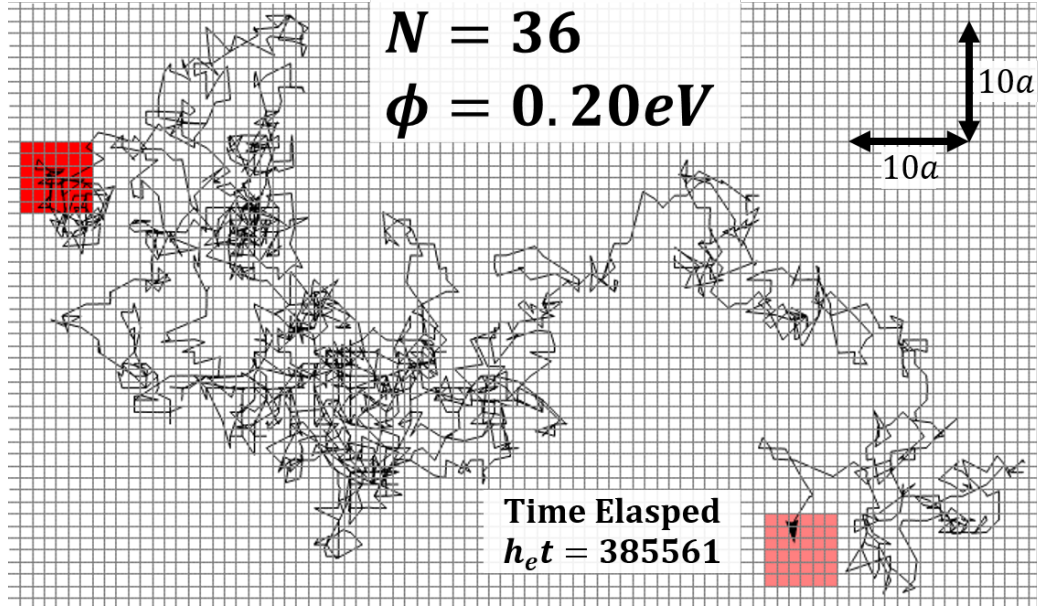 N = 36
ϕ = 0.20eV
10a
10a
Time Elasped
hₑt = 385561